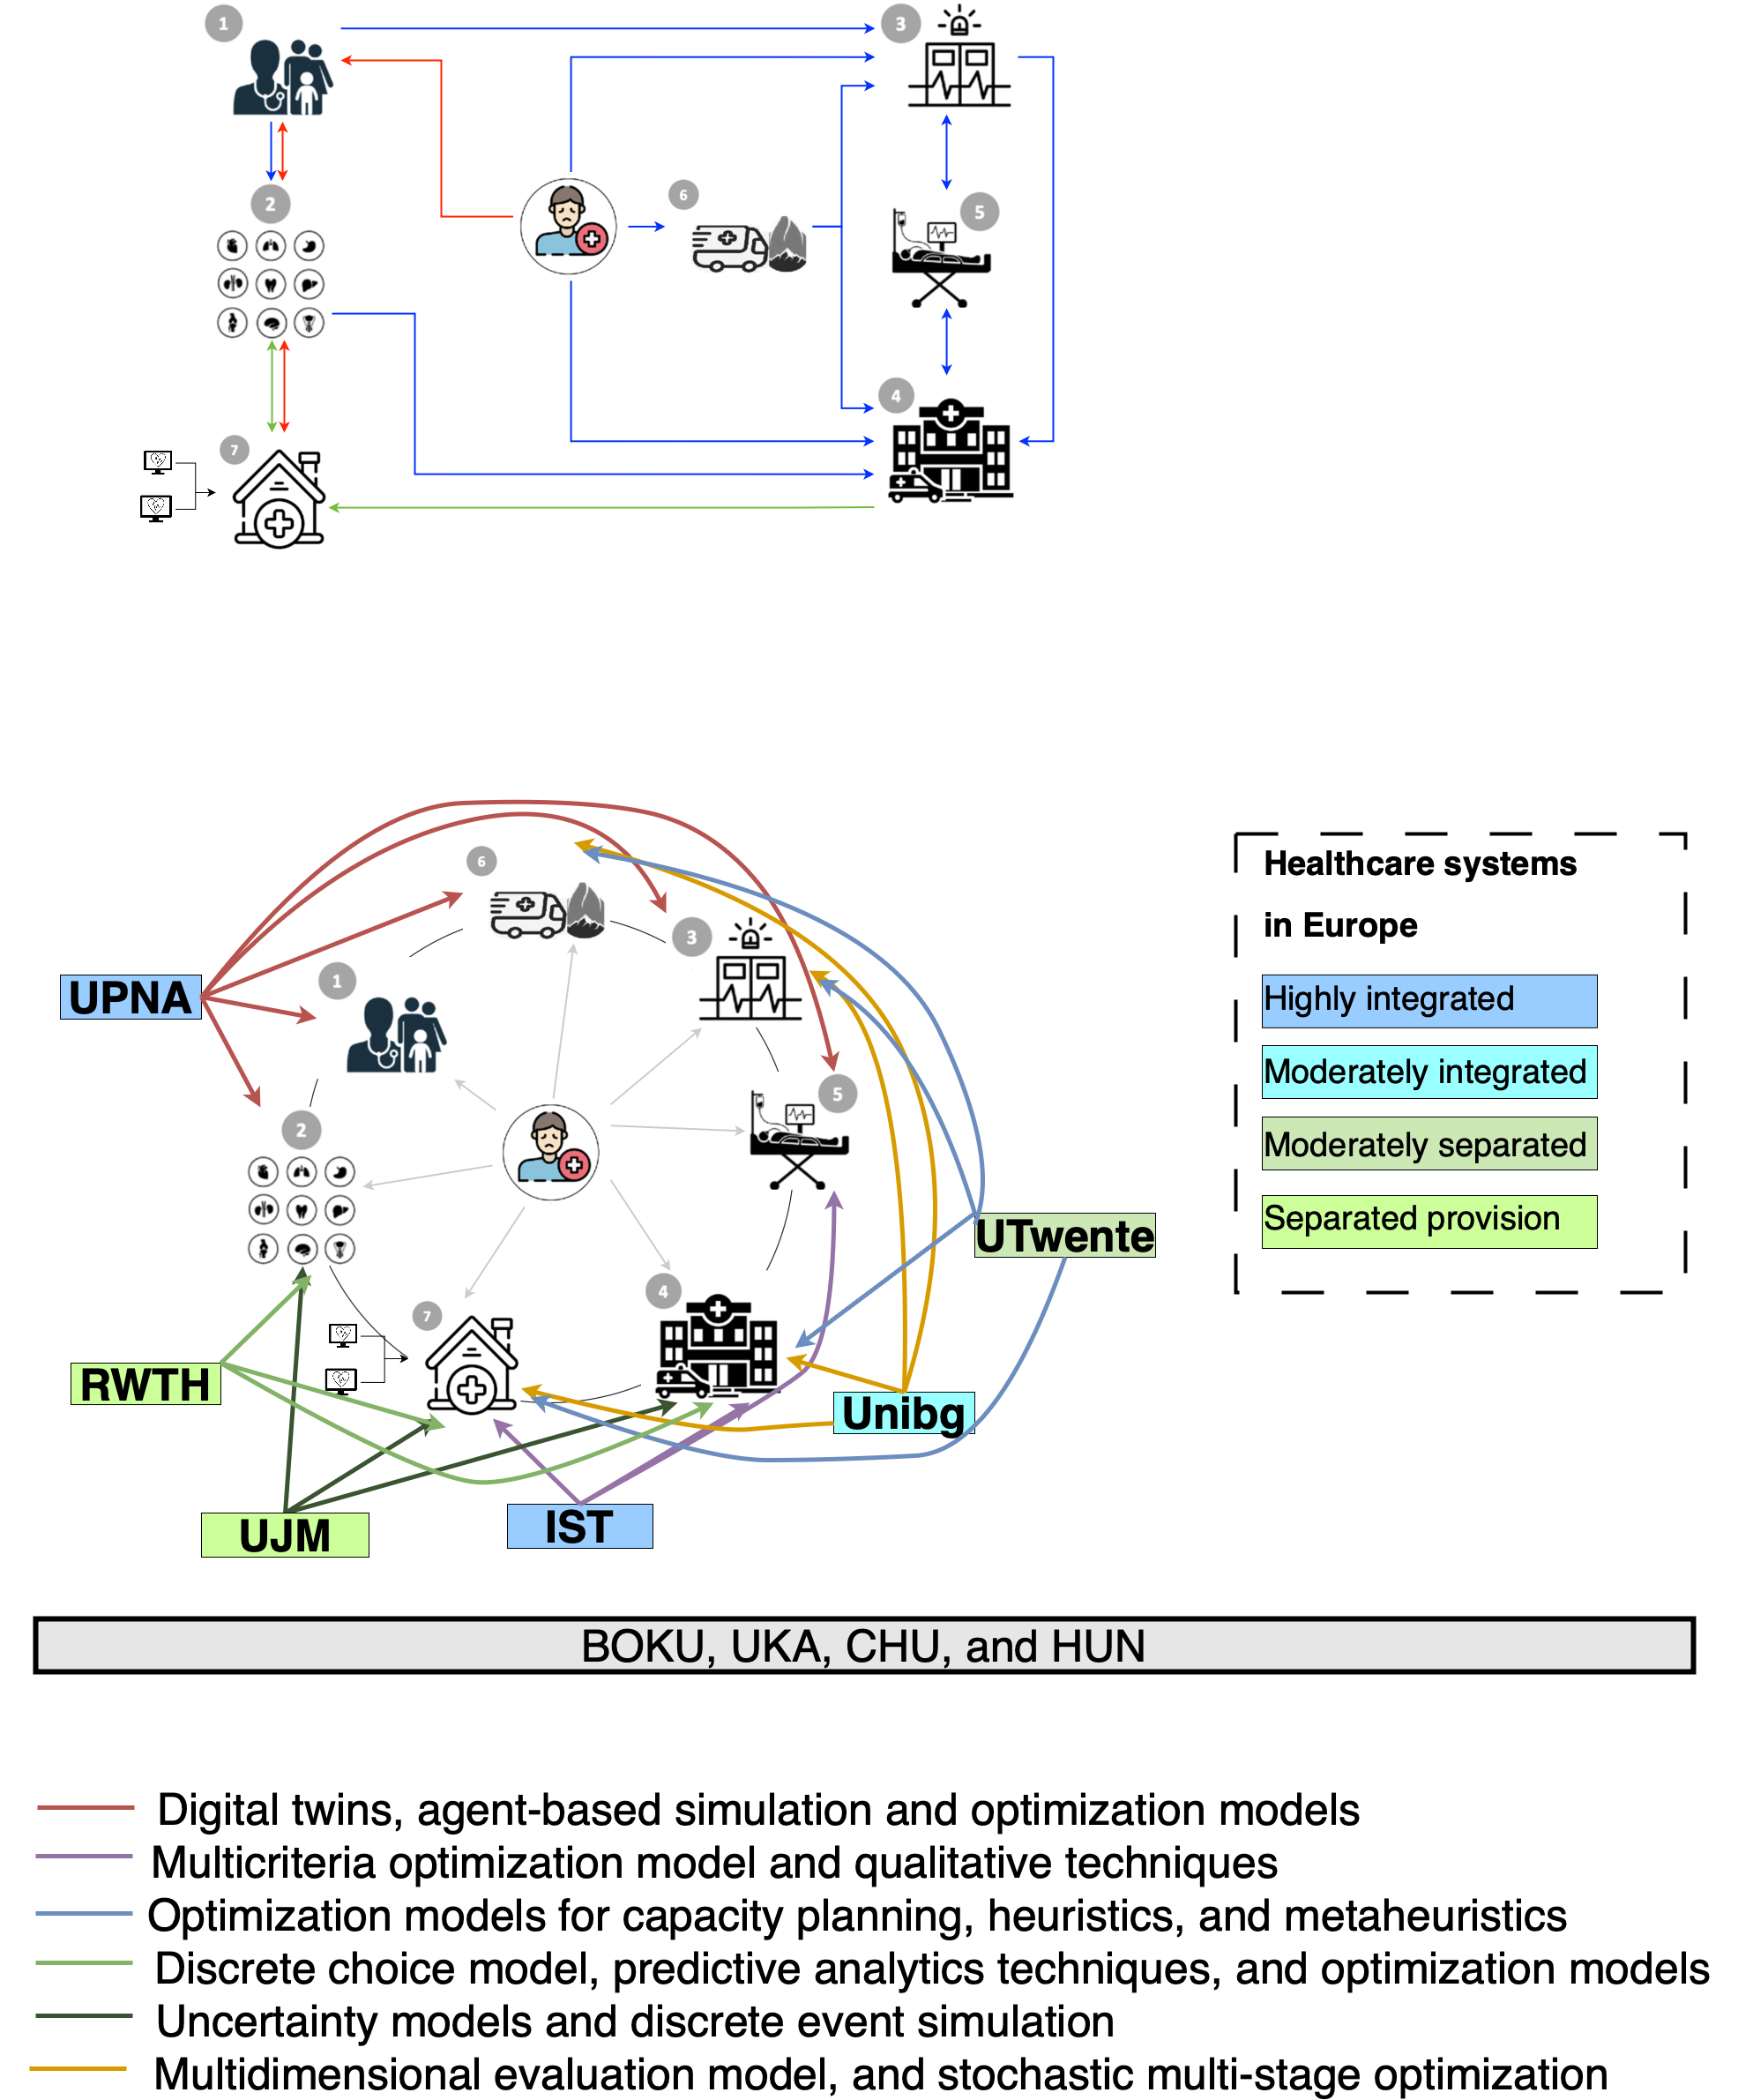 1
3
6
2
5
4
7
Healthcare systems
in Europe
Highly integrated
Moderately integrated
Moderately separated
Separated provision
6
3
1
UPNA
5
2
UTwente
4
7
RWTH
Unibg
UJM
IST
BOKU, UKA, CHU, and HUN
Digital twins, agent-based simulation and optimization models
Multicriteria optimization model and qualitative techniques
Optimization models for capacity planning, heuristics, and metaheuristics
Discrete choice model, predictive analytics techniques, and optimization models
Uncertainty models and discrete event simulation
Multidimensional evaluation model, and stochastic multi-stage optimization